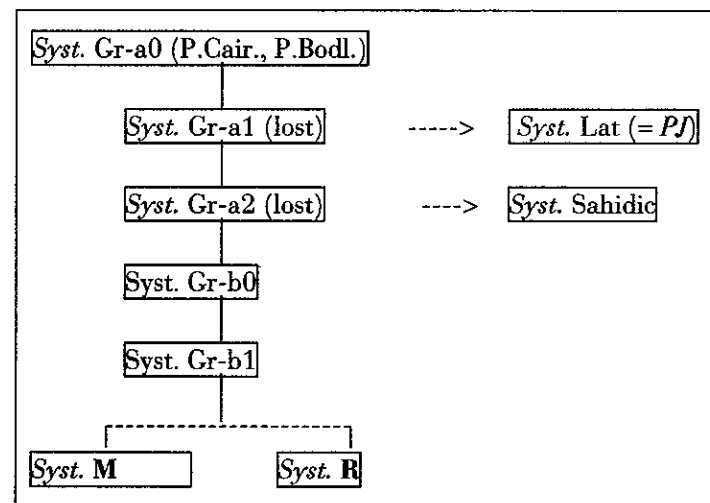 Syst. Gr-a0 (P.Cair., P.Bodl.)
Syst. Gr-a1 (lost) -----> Syst. Lat (= PJ)
Syst. Gr-a2 (lost) ----> Syst. Sahidic
Syst. Gr-b0
Syst. Gr-b1
Syst. M Syst. R